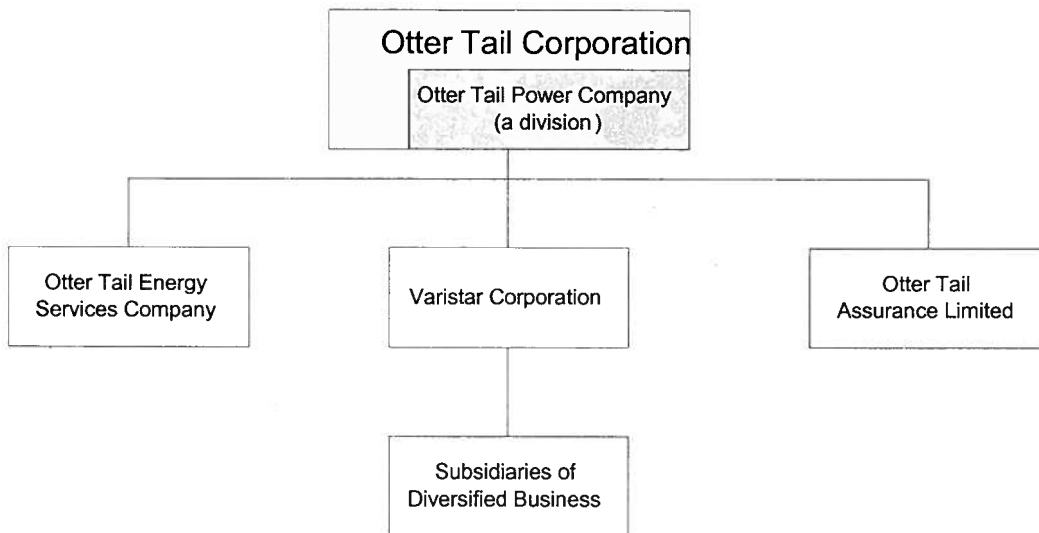 Otter Tail Corporation
Otter Tail Power Company
(a division)
Otter Tail Energy
Services Company
Varistar Corporation
Otter Tail
Assurance Limited
Subsidiaries of
Diversified Business